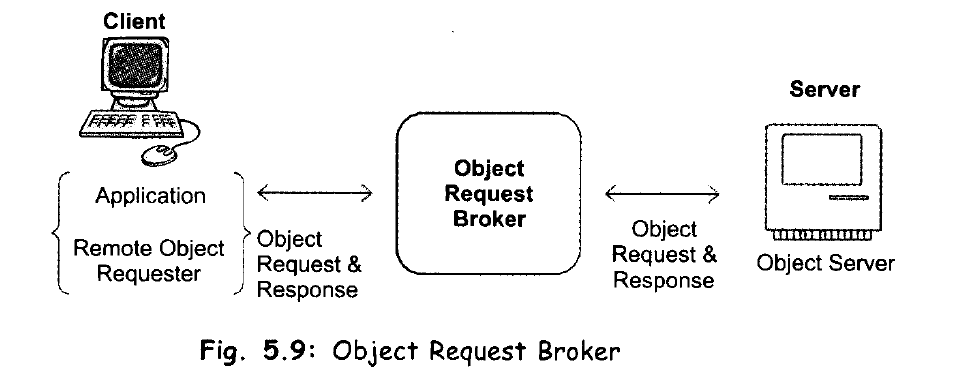 Client
Server
Application
Remote Object
Requester
Object
Request &
Response
Object
Request
Broker
Object
Request &
Response
Object Server
Fig. 5.9: Object Request Broker